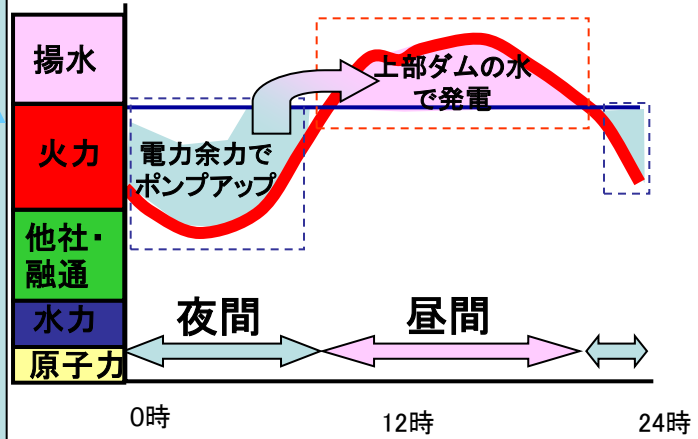 揚水
火力
他社・
融通
水力
原子力
電力余力で
ポンプアップ
上部ダムの水
で発電
夜間
昼間
0時
12時
24時